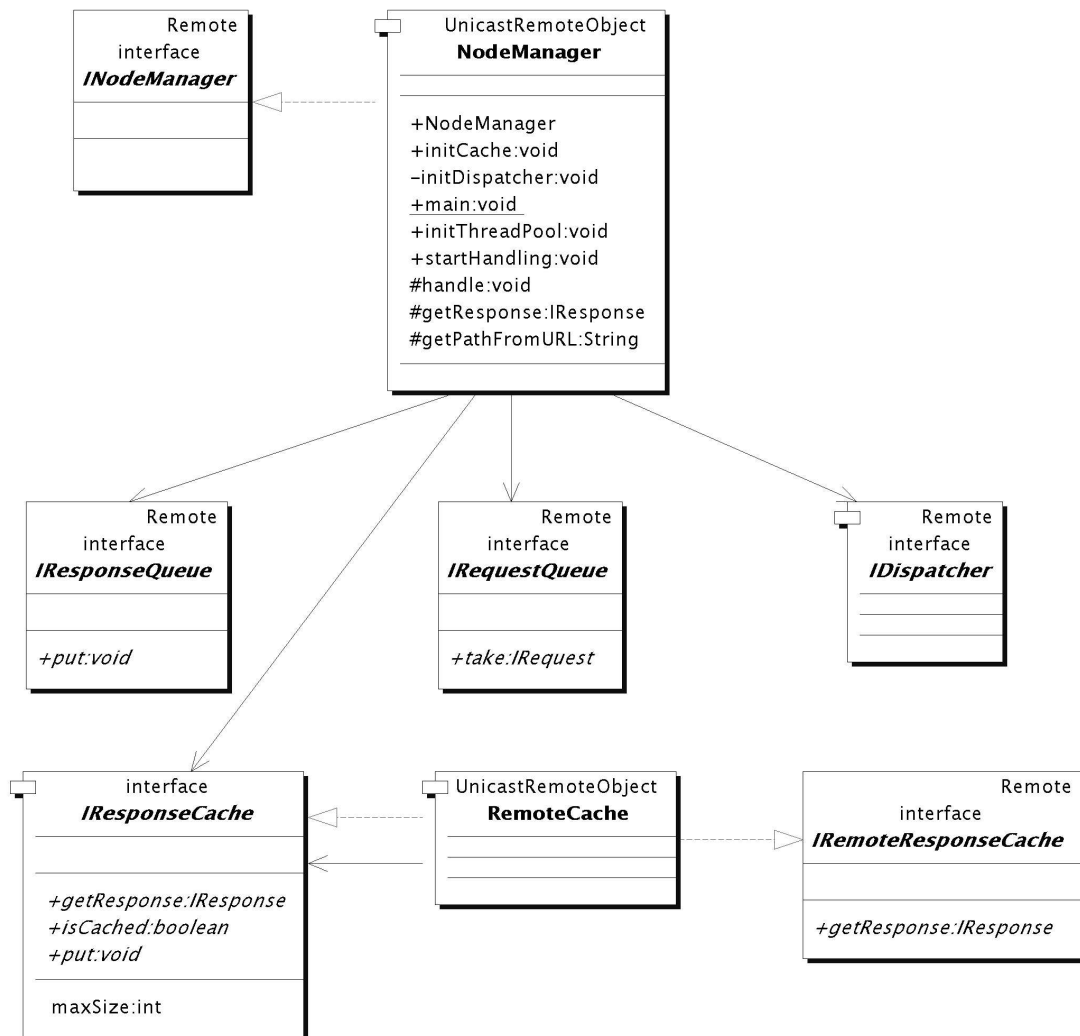 Remote
interface
INodeManager
UnicastRemoteObject
NodeManager
+NodeManager
+initCache:void
-initDispatcher:void
+main:void
+initThreadPool:void
+startHandling:void
#handle:void
#getResponse:IResponse
#getPathFromURL:String
Remote
interface
IResponseQueue
+put:void
Remote
interface
IRequestQueue
+take:IRequest
Remote
interface
IDispatcher
interface
IResponseCache
+getResponse:IResponse
+isCached:boolean
+put:void
maxSize:int
UnicastRemoteObject
RemoteCache
Remote
interface
IRemoteResponseCache
+getResponse:IResponse